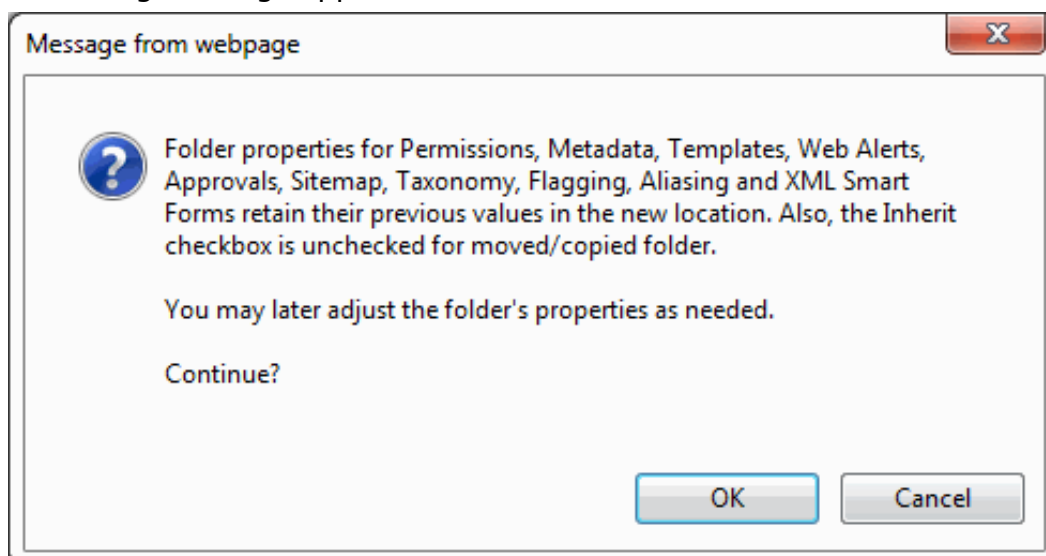 Message from webpage
Folder properties for Permissions, Metadata, Templates, Web Alerts,
Approvals, Sitemap, Taxonomy, Flagging, Aliasing and XML Smart
Forms retain their previous values in the new location. Also, the Inherit
checkbox is unchecked for moved/copied folder.
You may later adjust the folder's properties as needed.
Continue?
OK
Cancel